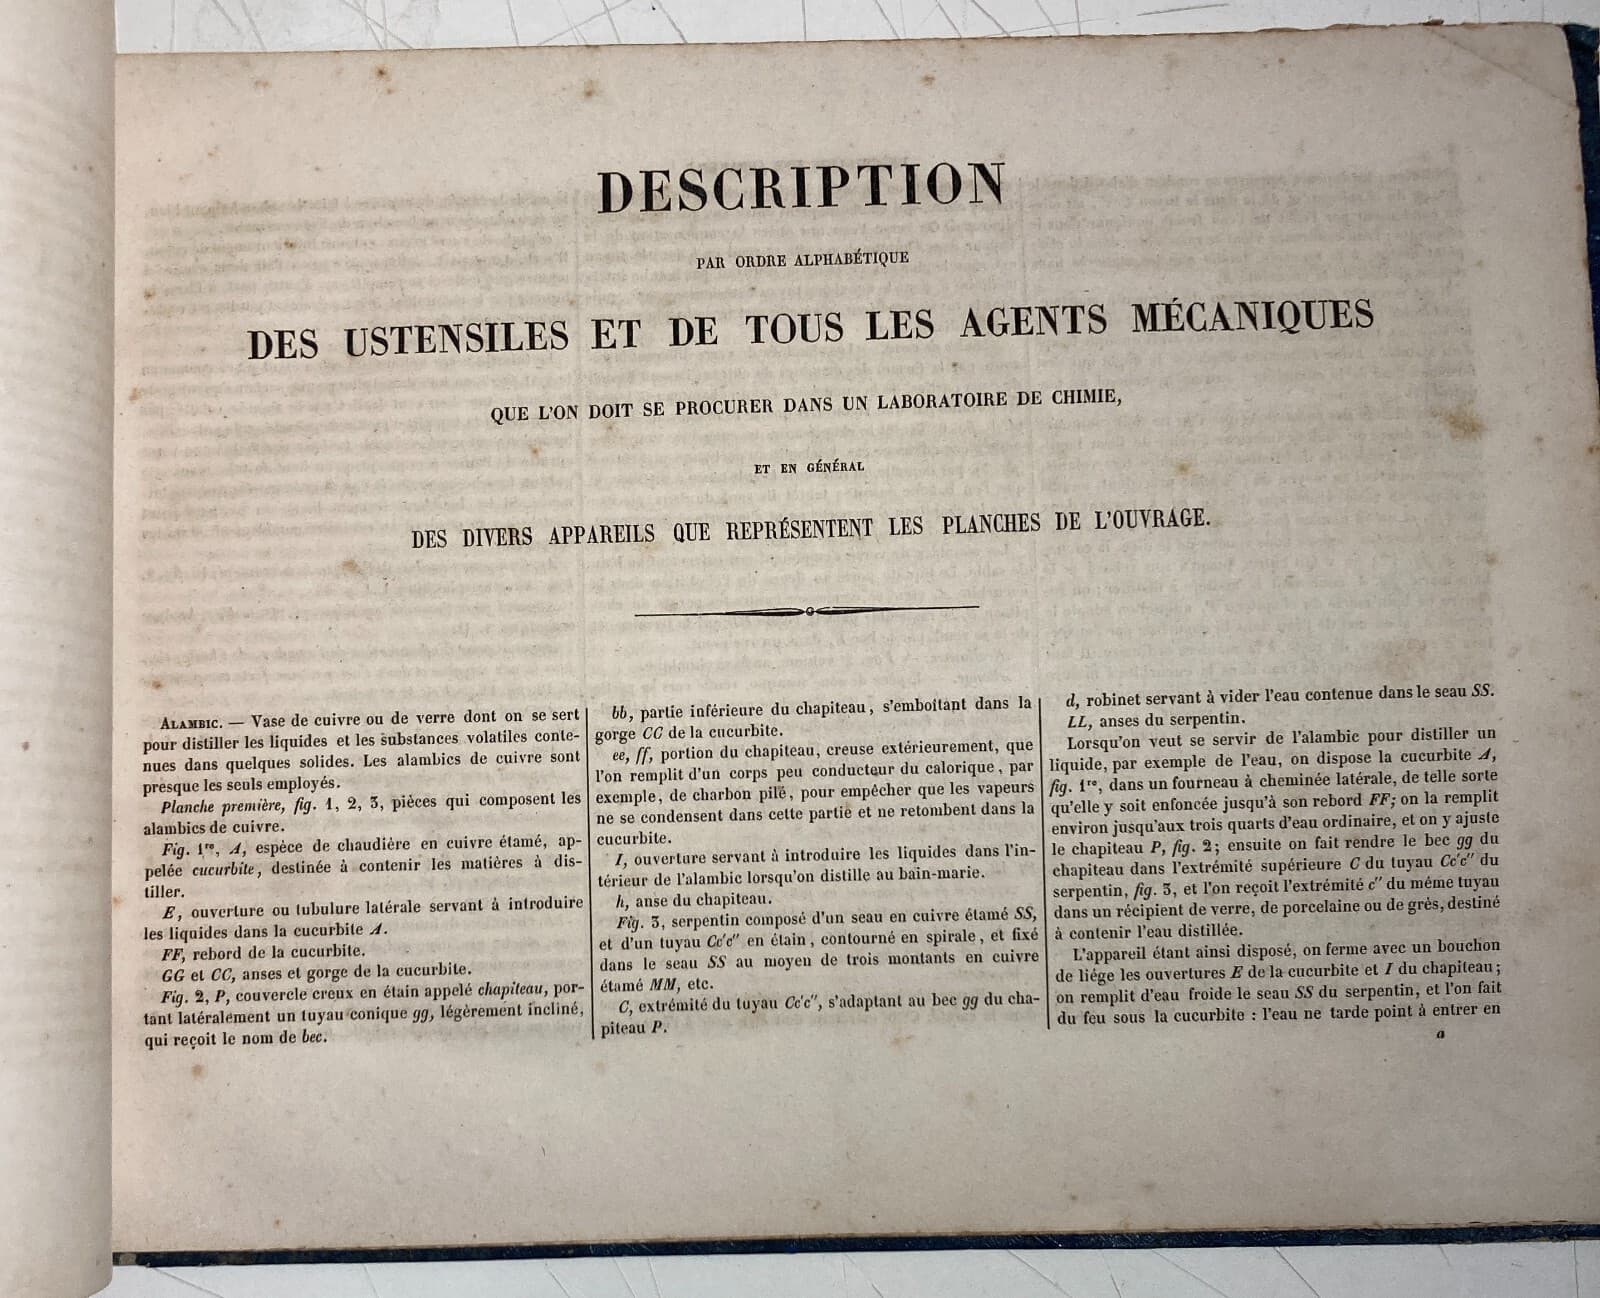 DESCRIPTION
PAR ORDRE ALPHABÉTIQUE
DES USTENSILES ET DE TOUS LES AGENTS MÉCANIQUES
QUE L'ON DOIT SE PROCURER DANS UN LABORATOIRE DE CHIMIE,
ET EN GÉNÉRAL
DES DIVERS APPAREILS QUE REPRÉSENTENT LES PLANCHES DE L'OUVRAGE.
ALAMBIC. — Vase de cuivre ou de verre dont on se sert
pour distiller les liquides et les substances volatiles conte-
nues dans quelques solides. Les alambics de cuivre sont
presque les seuls employés.
Planche première, fig. 1, 2, 3, pièces qui composent les
alambics de cuivre.
Fig. 1re, A, espèce de chaudière en cuivre étamé, ap-
pelée cucurbite, destinée à contenir les matières à dis-
tiller.
E, ouverture ou tubulure latérale servant à introduire
les liquides dans la cucurbite A.
FF, rebord de la cucurbite.
GG et CC, anses et gorge de la cucurbite.
Fig. 2, P, couvercle creux en étain appelé chapiteau, por-
tant latéralement un tuyau conique gg, légèrement incliné,
qui reçoit le nom de bec.
bb, partie inférieure du chapiteau, s'emboîtant dans la
gorge CC de la cucurbite.
ee, ff, portion du chapiteau, creuse extérieurement, que
l'on remplit d'un corps peu conducteur du calorique, par
exemple, de charbon pilé, pour empêcher que les vapeurs
ne se condensent dans cette partie et ne retombent dans la
cucurbite.
I, ouverture servant à introduire les liquides dans l'in-
térieur de l'alambic lorsqu'on distille au bain-marie.
h, anse du chapiteau.
Fig. 3, serpentin composé d'un seau en cuivre étamé SS,
et d'un tuyau Cc'c'' en étain, contourné en spirale, et fixé
dans le seau SS au moyen de trois montants en cuivre
étamé MM, etc.
C, extrémité du tuyau Cc'c'', s'adaptant au bec gg du cha-
piteau P.
d, robinet servant à vider l'eau contenue dans le seau SS.
LL, anses du serpentin.
Lorsqu'on veut se servir de l'alambic pour distiller un
liquide, par exemple de l'eau, on dispose la cucurbite A,
fig. 1re, dans un fourneau à cheminée latérale, de telle sorte
qu'elle y soit enfoncée jusqu'à son rebord FF; on la remplit
environ jusqu'aux trois quarts d'eau ordinaire, et on y ajuste
le chapiteau P, fig. 2; ensuite on fait rendre le bec gg du
chapiteau dans l'extrémité supérieure C du tuyau Cc'c'' du
serpentin, fig. 3, et l'on reçoit l'extrémité c'' du même tuyau
dans un récipient de verre, de porcelaine ou de grès, destiné
à contenir l'eau distillée.
L'appareil étant ainsi disposé, on ferme avec un bouchon
de liége les ouvertures E de la cucurbite et I du chapiteau;
on remplit d'eau froide le seau SS du serpentin, et l'on fait
du feu sous la cucurbite : l'eau ne tarde point à entrer en
a